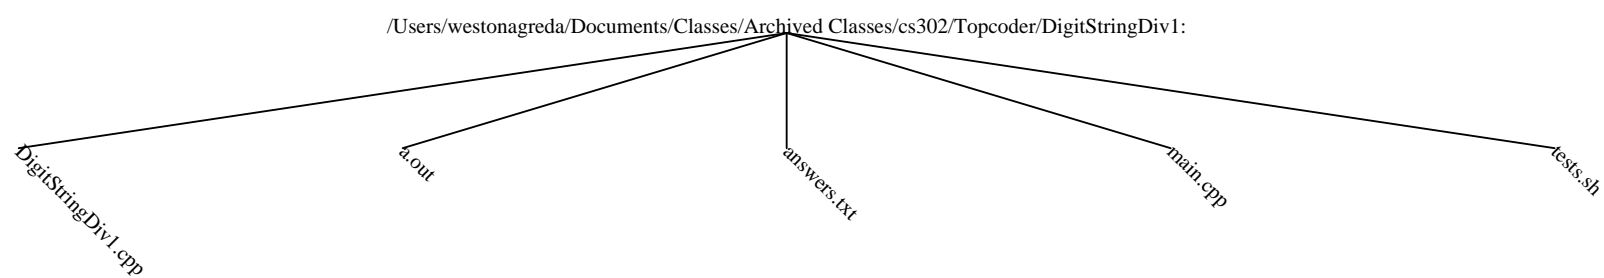 /Users/westonagreda/Documents/Classes/Archived Classes/cs302/Topcoder/DigitStringDiv1:
DigitStringDiv1.cpp
a.out
answers.txt
main.cpp
tests.sh